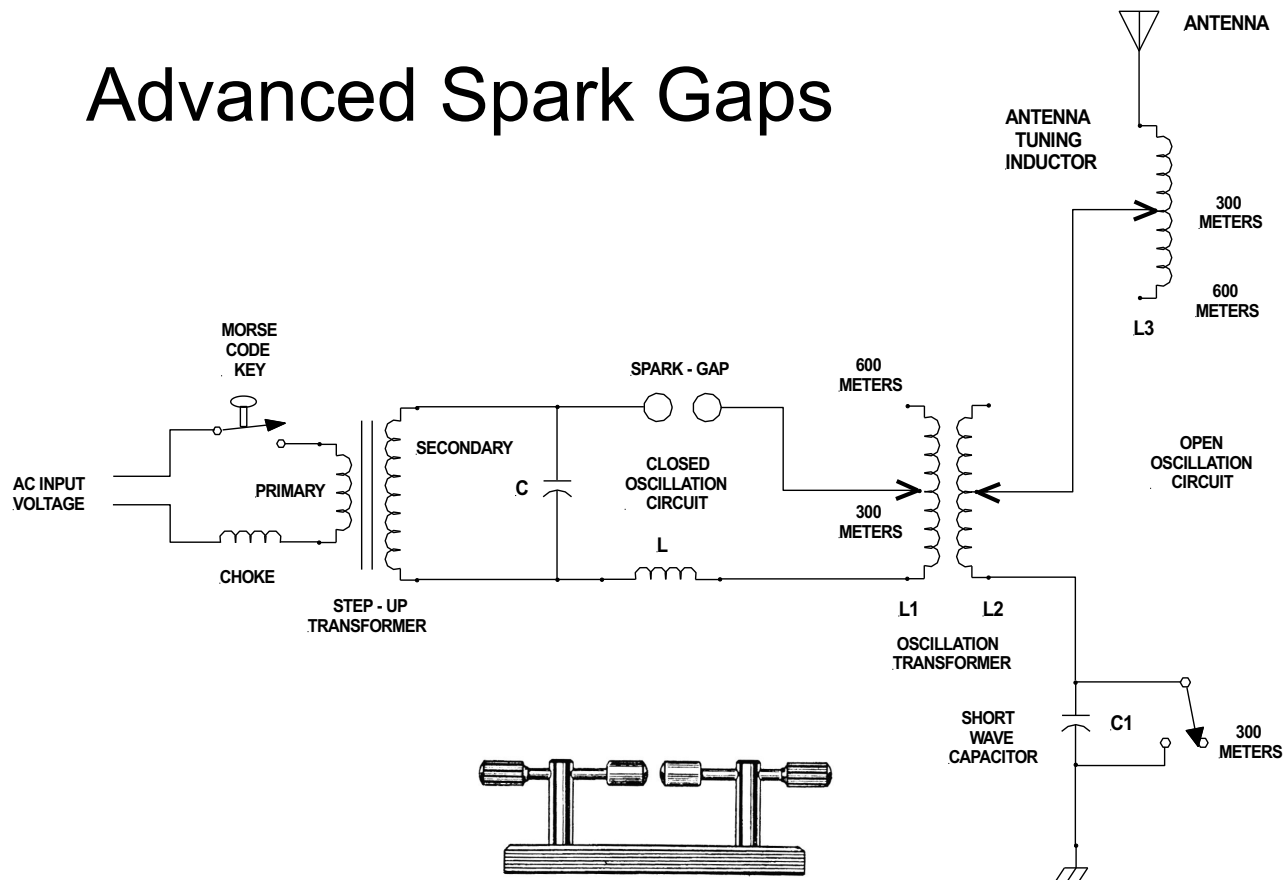 Advanced Spark Gaps
ANTENNA
ANTENNA
TUNING
INDUCTOR
300
METERS
600
METERS
L3
MORSE
CODE
KEY
SPARK - GAP
600
METERS
SECONDARY
CLOSED
OSCILLATION
CIRCUIT
OPEN
OSCILLATION
CIRCUIT
AC INPUT
VOLTAGE
PRIMARY
C
300
METERS
L
CHOKE
STEP - UP
TRANSFORMER
L1
L2
OSCILLATION
TRANSFORMER
SHORT
WAVE
CAPACITOR
C1
300
METERS